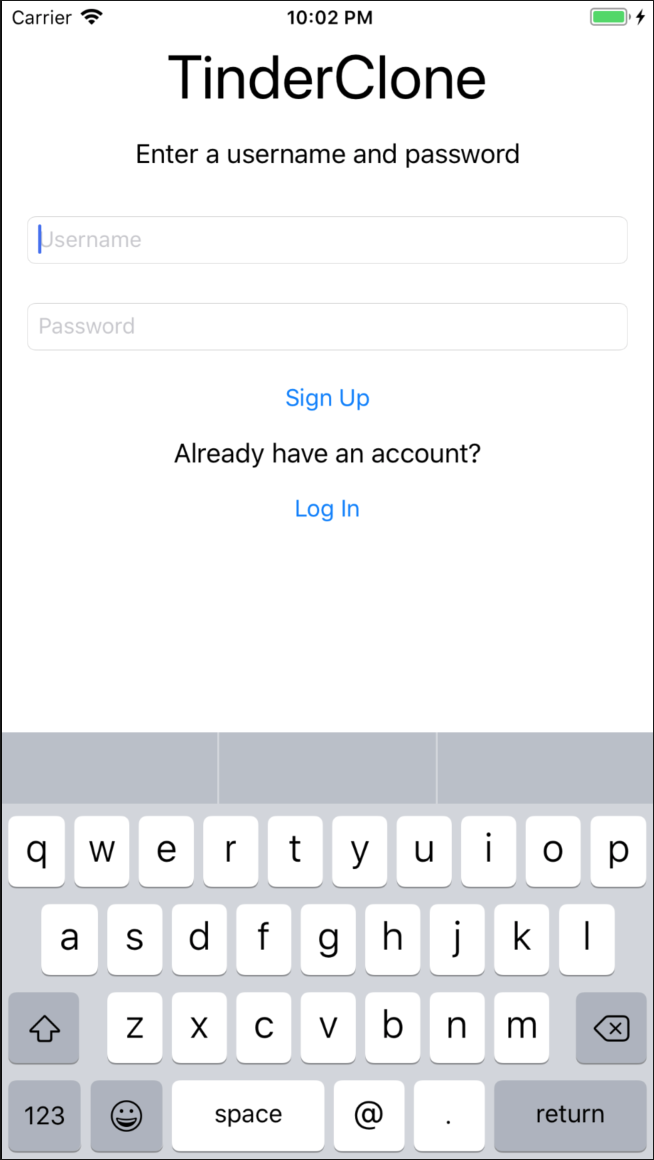 Carrier 10:02 PM
TinderClone
Enter a username and password
Username
Password
Sign Up
Already have an account?
Log In
q w e r t y u i o p
a s d f g h j k l
z x c v b n m
123 space @ . return